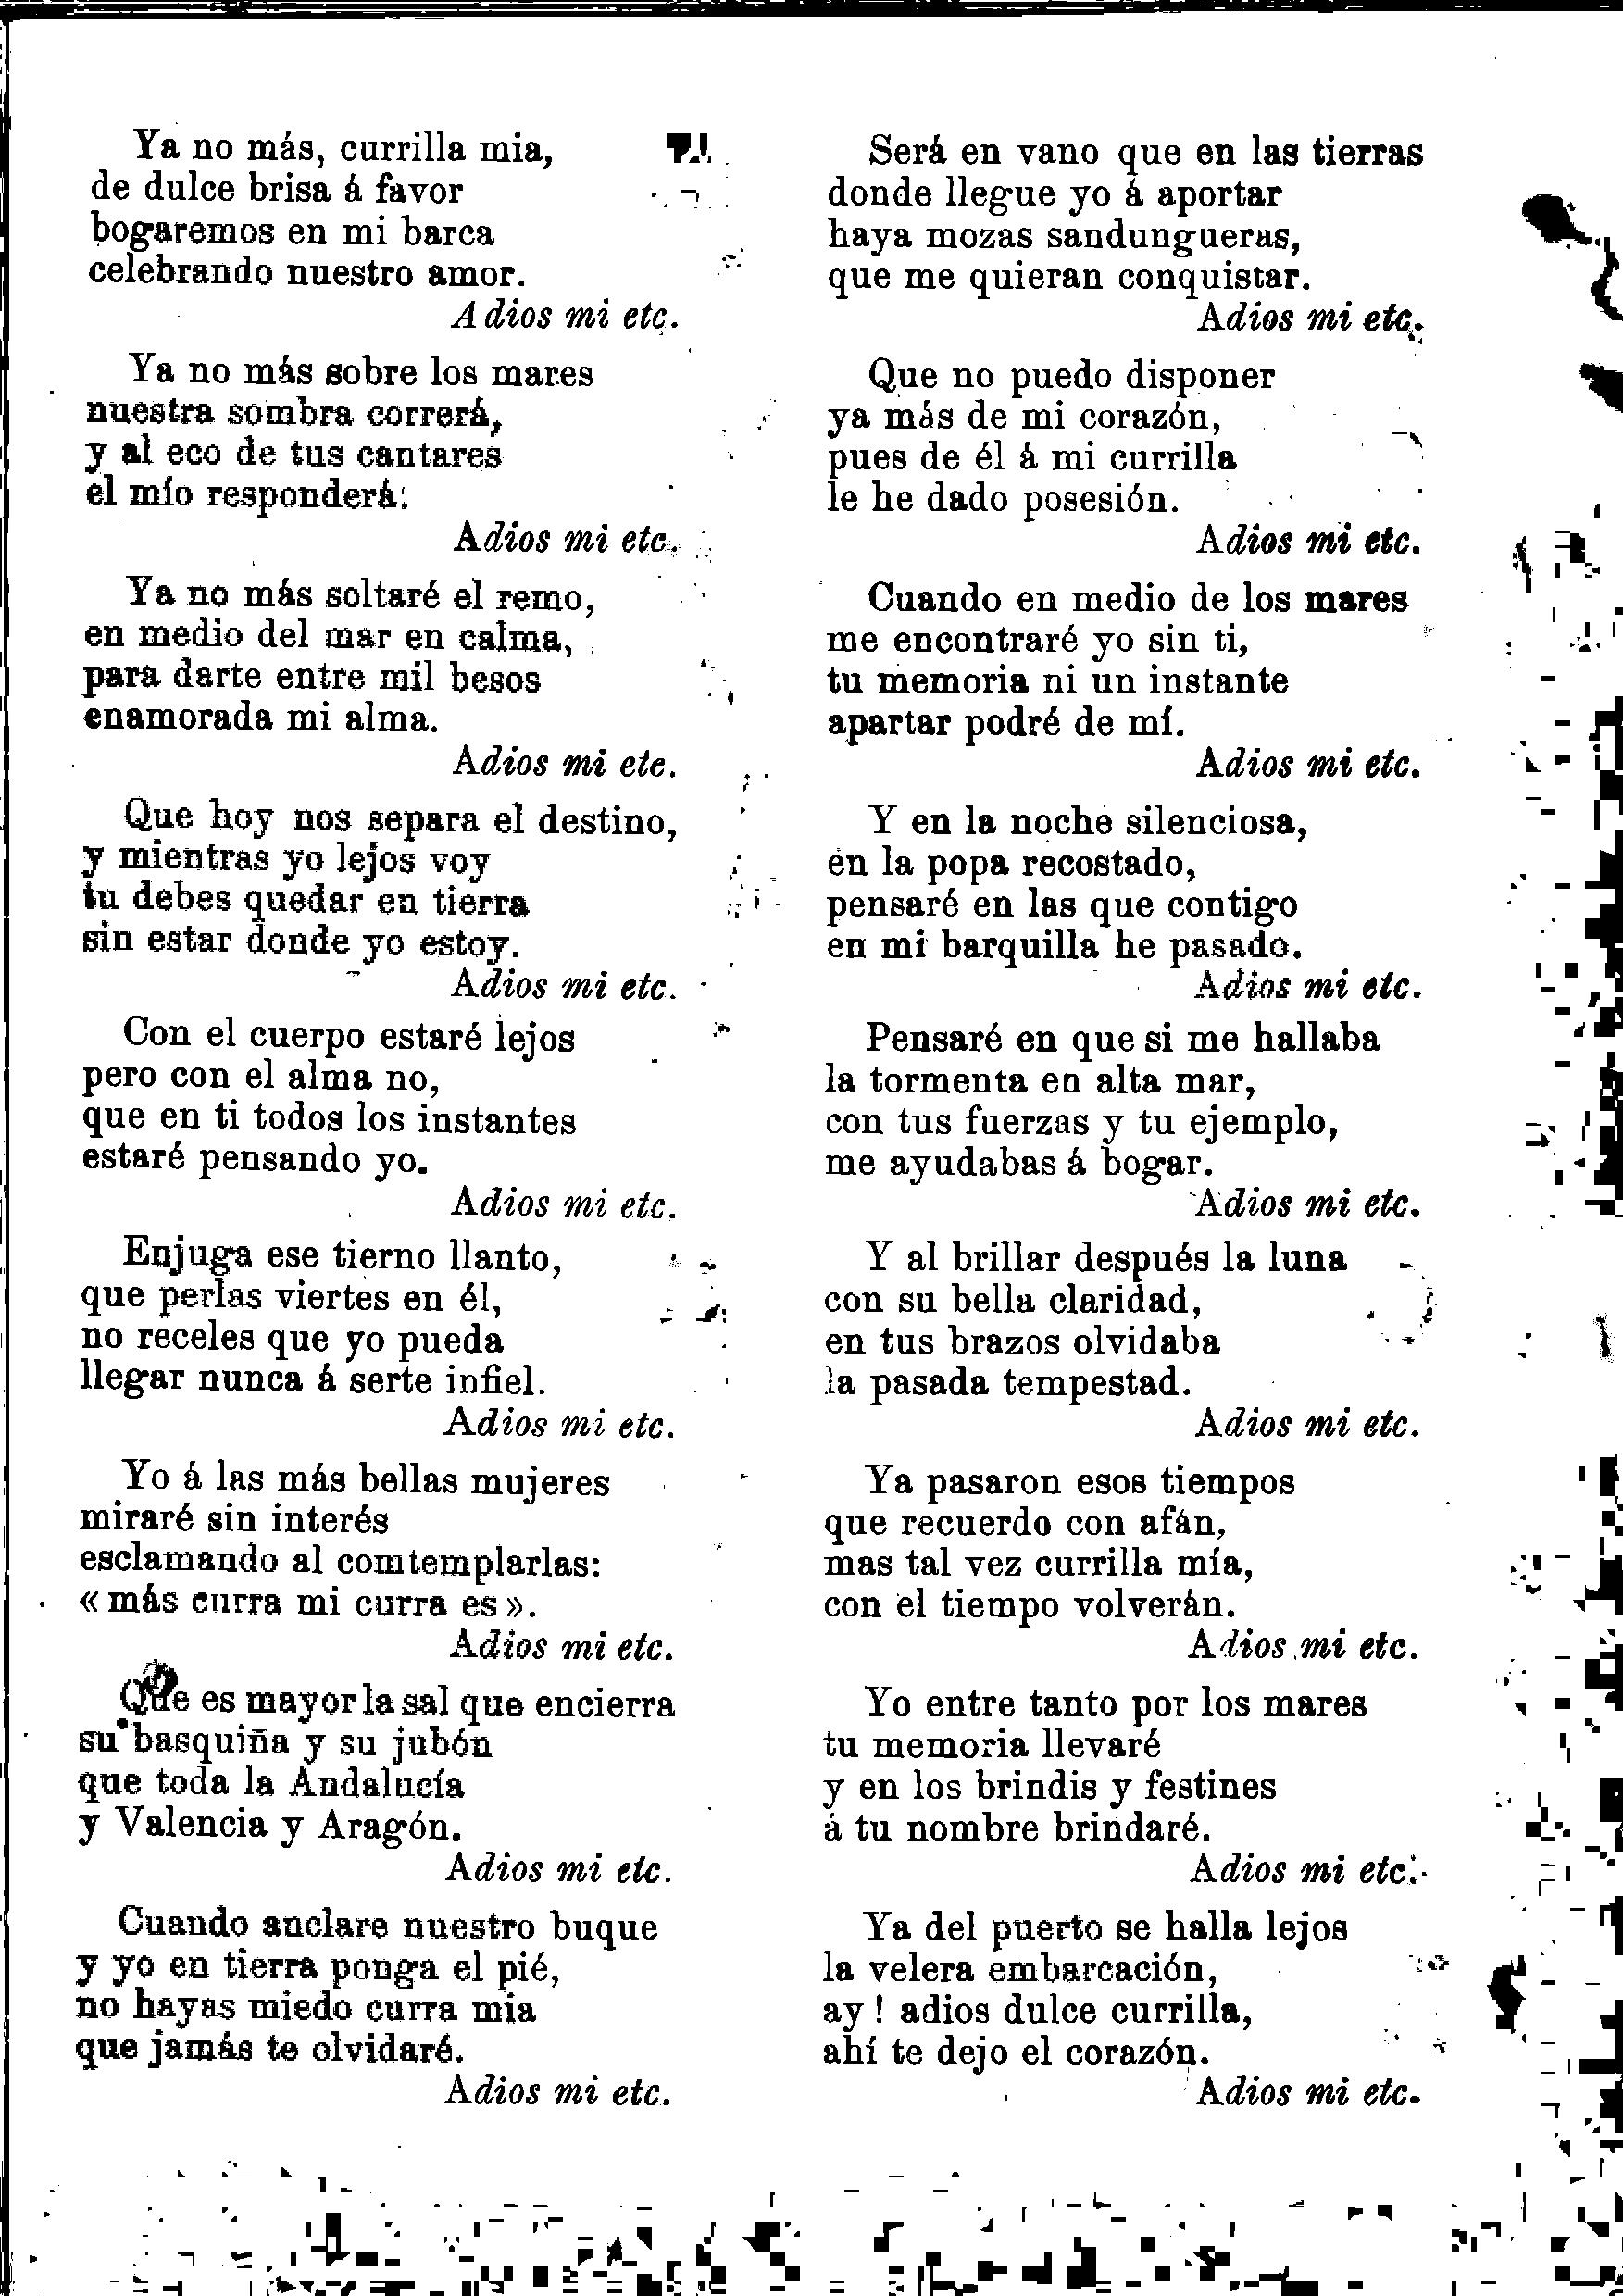 Ya no más, currilla mia,
de dulce brisa á favor
bogaremos en mi barca
celebrando nuestro amor.
Adios mi etc.
Ya no más sobre los mares
nuestra sombra correrá,
y al eco de tus cantares
el mío responderá:
Adios mi etc.
Ya no más soltaré el remo,
en medio del mar en calma,
para darte entre mil besos
enamorada mi alma.
Adios mi ete.
Que hoy nos separa el destino,
y mientras yo lejos voy
tu debes quedar en tierra
sin estar donde yo estoy.
Adios mi etc.
Con el cuerpo estaré lejos
pero con el alma no,
que en ti todos los instantes
estaré pensando yo.
Adios mi etc.
Enjuga ese tierno llanto,
que perlas viertes en él,
no receles que yo pueda
llegar nunca á serte infiel.
Adios mi etc.
Yo á las más bellas mujeres
miraré sin interés
esclamando al comtemplarlas:
«más curra mi curra es».
Adios mi etc.
Que es mayor la sal que encierra
su basquiña y su jubón
que toda la Andalucía
y Valencia y Aragón.
Adios mi etc.
Cuando anclare nuestro buque
y yo en tierra ponga el pié,
no hayas miedo curra mia
que jamás te olvidaré.
Adios mi etc.
Será en vano que en las tierras
donde llegue yo á aportar
haya mozas sandungueras,
que me quieran conquistar.
Adios mi etc.
Que no puedo disponer
ya más de mi corazón,
pues de él á mi currilla
le he dado posesión.
Adios mi etc.
Cuando en medio de los mares
me encontraré yo sin ti,
tu memoria ni un instante
apartar podré de mí.
Adios mi etc.
Y en la noche silenciosa,
en la popa recostado,
pensaré en las que contigo
en mi barquilla he pasado.
Adios mi etc.
Pensaré en que si me hallaba
la tormenta en alta mar,
con tus fuerzas y tu ejemplo,
me ayudabas á bogar.
Adios mi etc.
Y al brillar después la luna
con su bella claridad,
en tus brazos olvidaba
la pasada tempestad.
Adios mi etc.
Ya pasaron esos tiempos
que recuerdo con afán,
mas tal vez currilla mía,
con el tiempo volverán.
Adios mi etc.
Yo entre tanto por los mares
tu memoria llevaré
y en los brindis y festines
á tu nombre brindaré.
Adios mi etc.
Ya del puerto se halla lejos
la velera embarcación,
ay! adios dulce currilla,
ahí te dejo el corazón.
Adios mi etc.